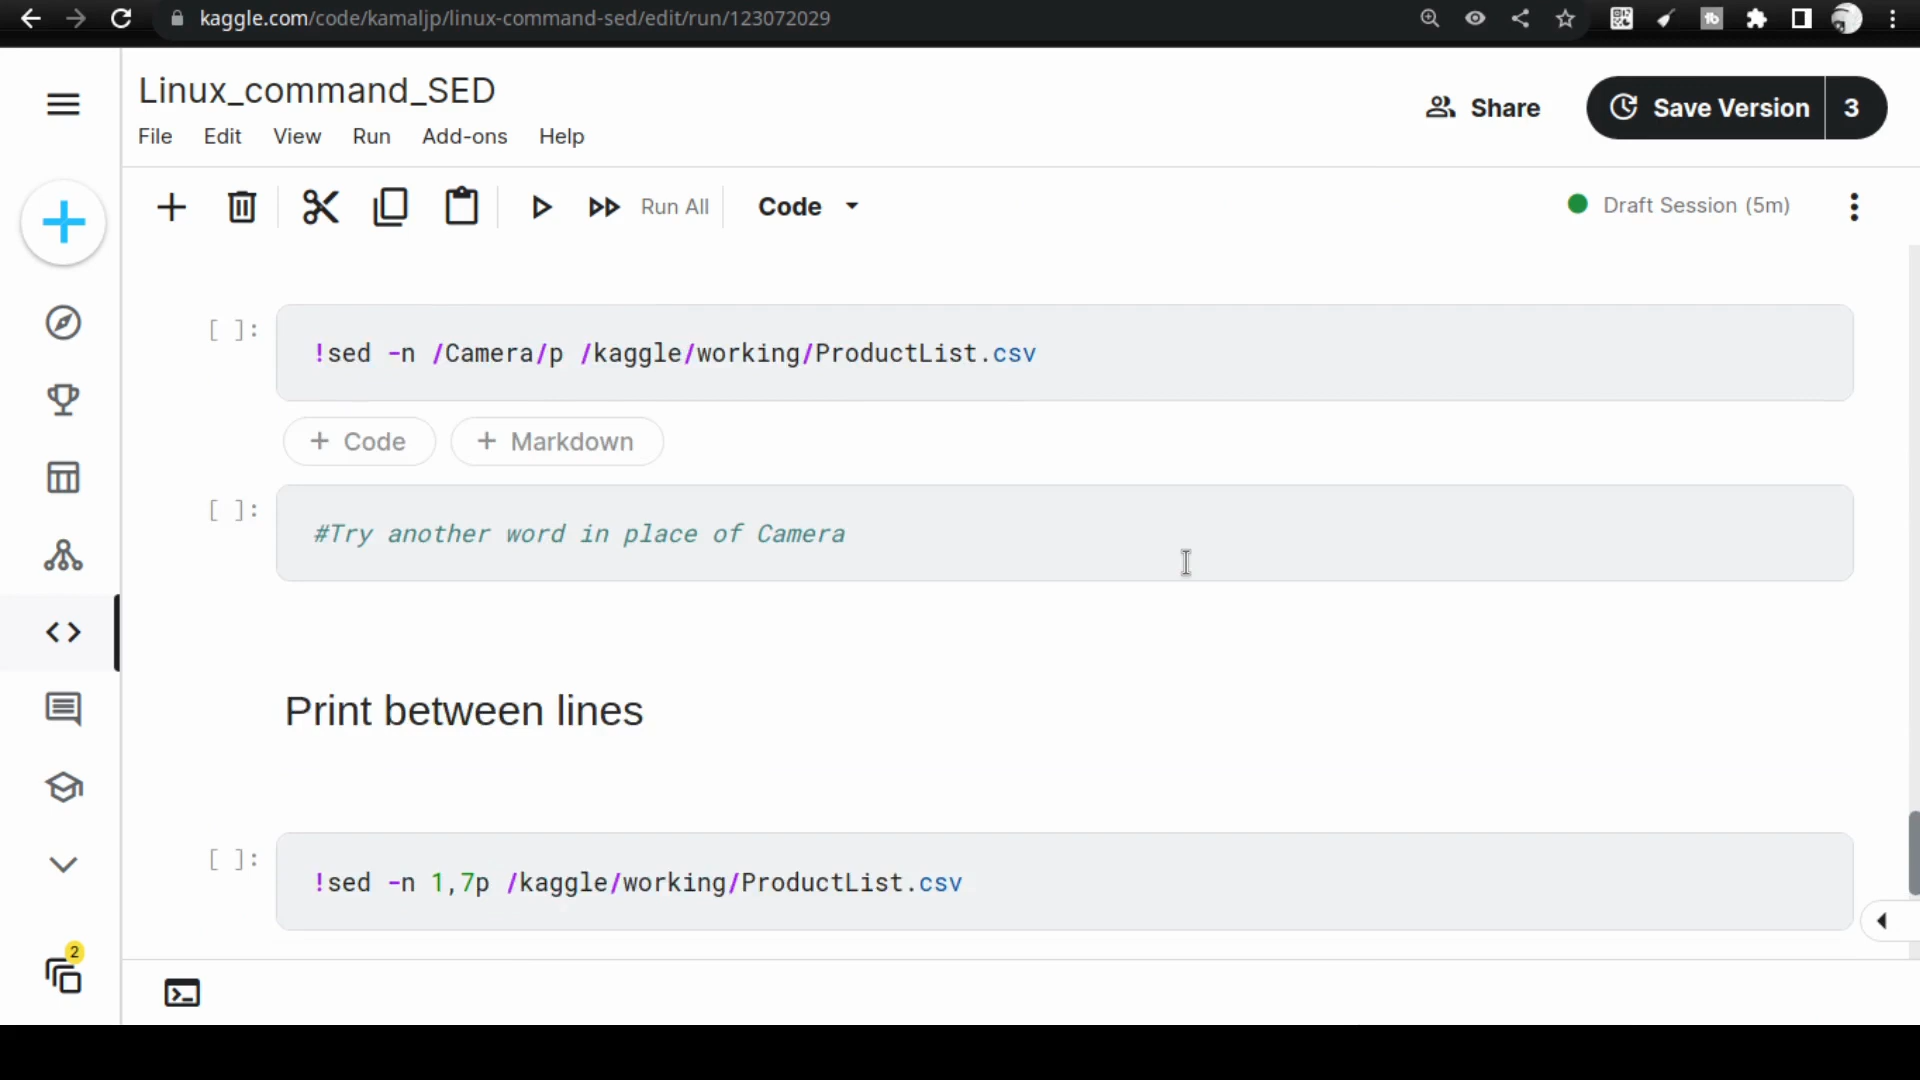 kaggle.com/code/kamaljp/linux-command-sed/edit/run/123072029
Linux_command_SED
File Edit View Run Add-ons Help
Share
Save Version 3
Run All
Code
Draft Session (5m)
[ ]:
!sed -n /Camera/p /kaggle/working/ProductList.csv
+ Code + Markdown
[ ]:
#Try another word in place of Camera
Print between lines
[ ]:
!sed -n 1,7p /kaggle/working/ProductList.csv
2